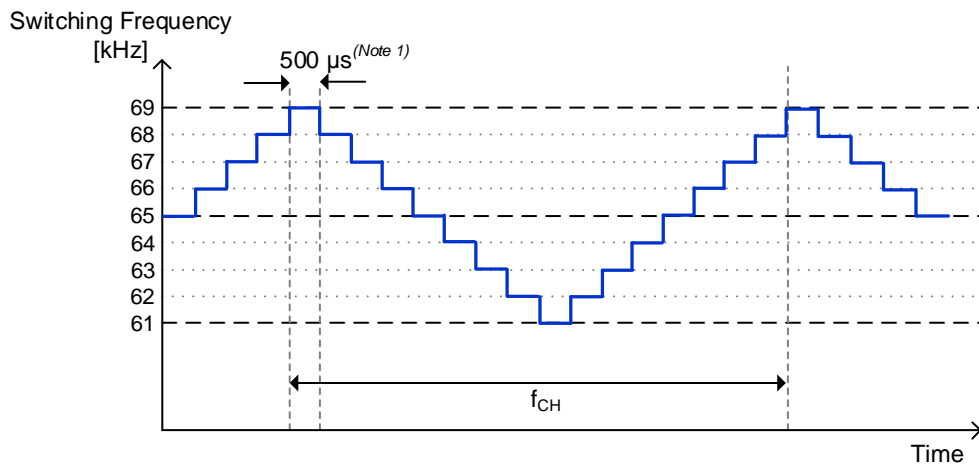 Switching Frequency
[kHz]
500 µs(Note 1)
69
68
67
66
65
64
63
62
61
fCH
Time